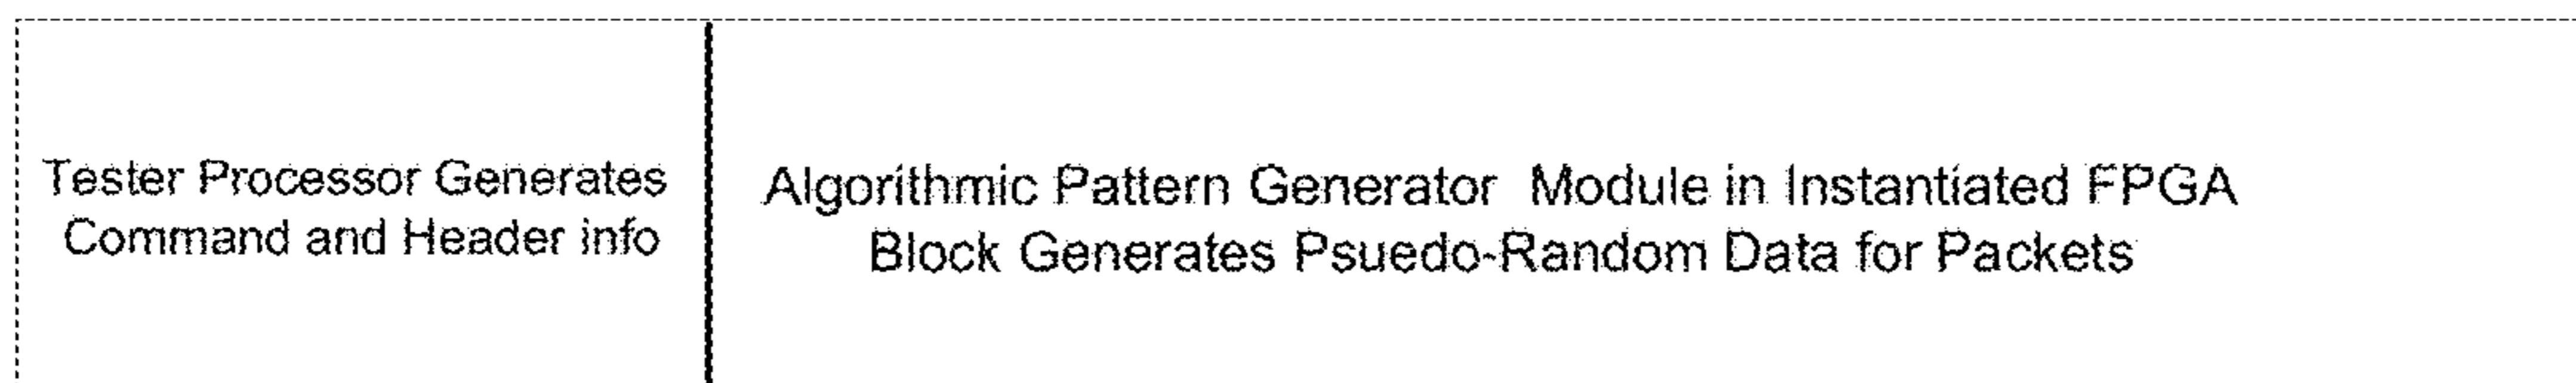 Tester Processor Generates
Command and Header info
Algorithmic Pattern Generator Module in Instantiated FPGA
Block Generates Psuedo-Random Data for Packets